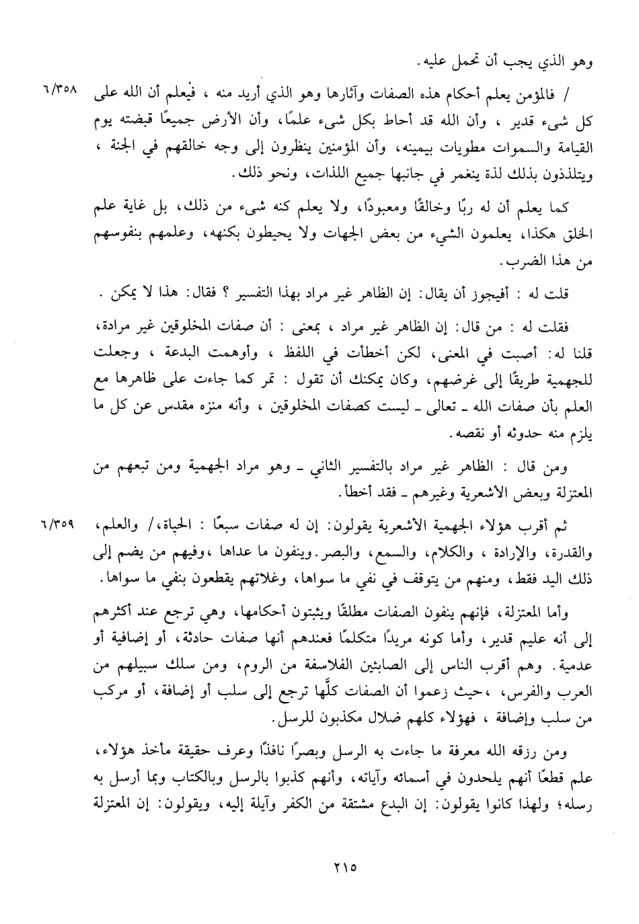 وهو الذي يجب أن تحمل عليه.
٦/٣٥٨ / فالمؤمن يعلم أحكام هذه الصفات وآثارها وهو الذي أريد منه ، فيعلم أن الله على
كل شىء قدير ، وأن الله قد أحاط بكل شىء علمًا، وأن الأرض جميعًا قبضته يوم
القيامة والسموات مطويات بيمينه، وأن المؤمنين ينظرون إلى وجه خالقهم في الجنة ،
ويتلذذون بذلك لذة ينغمر في جانبها جميع اللذات، ونحو ذلك.
كما يعلم أن له ربًا وخالقًا ومعبودًا، ولا يعلم كنه شىء من ذلك، بل غاية علم
الخلق هكذا، يعلمون الشيء من بعض الجهات ولا يحيطون بكنهه، وعلمهم بنفوسهم
من هذا الضرب.
قلت له : أفيجوز أن يقال: إن الظاهر غير مراد بهذا التفسير ؟ فقال: هذا لا يمكن .
فقلت له : من قال: إن الظاهر غير مراد ، بمعنى : أن صفات المخلوقين غير مرادة،
قلنا له: أصبت في المعنى، لكن أخطأت في اللفظ ، وأوهمت البدعة ، وجعلت
للجهمية طريقًا إلى غرضهم، وكان يمكنك أن تقول : تمر كما جاءت على ظاهرها مع
العلم بأن صفات الله ـ تعالى ـ ليست كصفات المخلوقين ، وأنه منزه مقدس عن كل ما
يلزم منه حدوثه أو نقصه.
ومن قال : الظاهر غير مراد بالتفسير الثاني ـ وهو مراد الجهمية ومن تبعهم من
المعتزلة وبعض الأشعرية وغيرهم ـ فقد أخطأ.
٦/٣٥٩ ثم أقرب هؤلاء الجهمية الأشعرية يقولون: إن له صفات سبعًا : الحياة،/ والعلم،
والقدرة، والإرادة ، والكلام، والسمع، والبصر.وينفون ما عداها ،وفيهم من يضم إلى
ذلك اليد فقط، ومنهم من يتوقف في نفي ما سواها، وغلاتهم يقطعون بنفي ما سواها.
وأما المعتزلة، فإنهم ينفون الصفات مطلقًا ويثبتون أحكامها، وهي ترجع عند أكثرهم
إلى أنه عليم قدير، وأما كونه مريدًا متكلمًا فعندهم أنها صفات حادثة، أو إضافية أو
عدمية . وهم أقرب الناس إلى الصابئين الفلاسفة من الروم، ومن سلك سبيلهم من
العرب والفرس، ،حيث زعموا أن الصفات كلَّها ترجع إلى سلب أو إضافة، أو مركب
من سلب وإضافة ، فهؤلاء كلهم ضلال مكذبون للرسل.
ومن رزقه الله معرفة ما جاءت به الرسل وبصرًا نافذًا وعرف حقيقة مأخذ هؤلاء،
علم قطعًا أنهم يلحدون في أسمائه وآياته، وأنهم كذبوا بالرسل وبالكتاب وبما أرسل به
رسله؛ ولهذا كانوا يقولون: إن البدع مشتقة من الكفر وآيلة إليه، ويقولون: إن المعتزلة
٢١٥